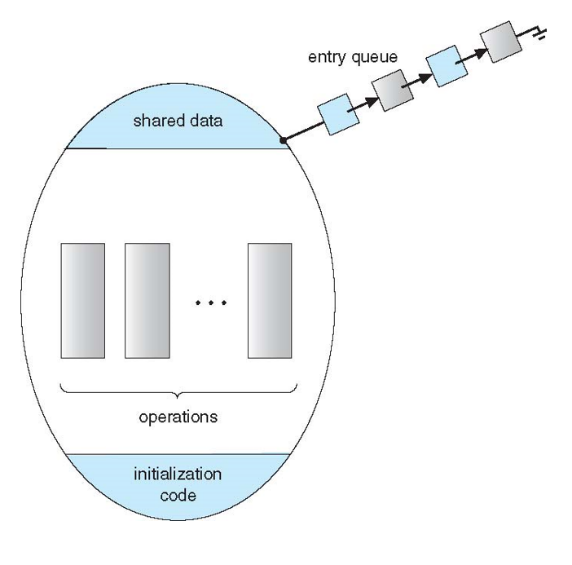 entry queue
shared data
. . .
operations
initialization
code